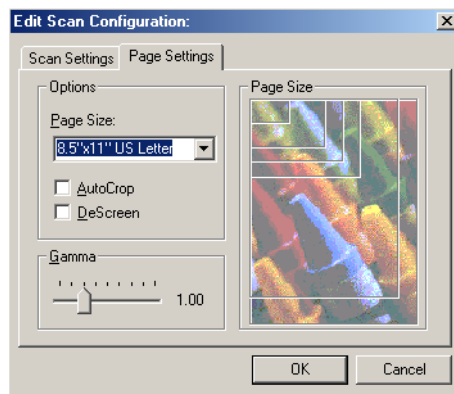 Edit Scan Configuration:
Scan Settings Page Settings
Options
Page Size:
8.5"x11" US Letter
AutoCrop
DeScreen
Gamma
1.00
Page Size
OK Cancel